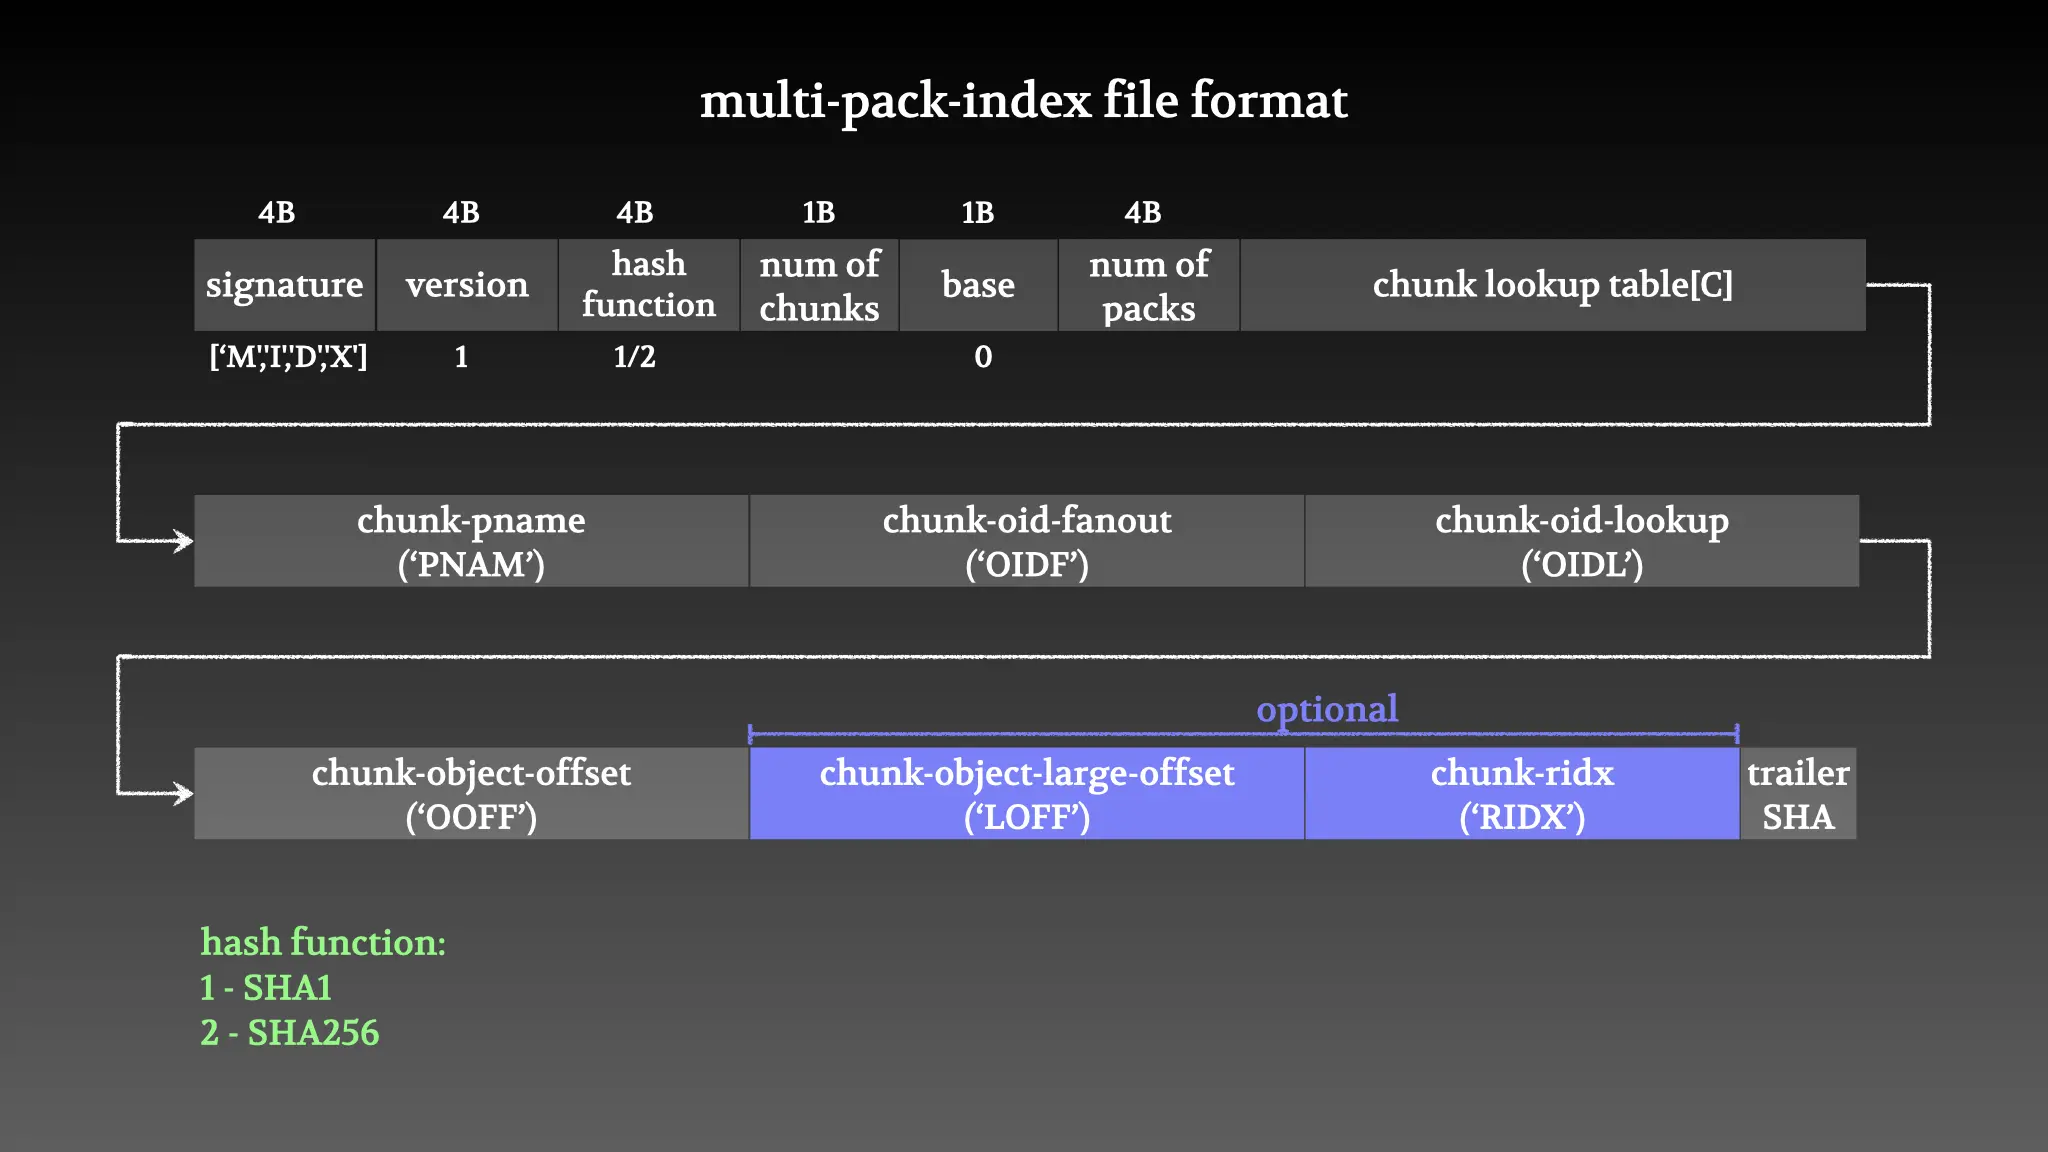 multi-pack-index file format
4B 4B 4B 1B 1B 4B
signature version hash function num of chunks base num of packs chunk lookup table[C]
[‘M’,'I','D','X'] 1 1/2 0
chunk-pname chunk-oid-fanout chunk-oid-lookup
(‘PNAM’) (‘OIDF’) (‘OIDL’)
optional
chunk-object-offset chunk-object-large-offset chunk-ridx trailer
(‘OOFF’) (‘LOFF’) (‘RIDX’) SHA
hash function:
1 - SHA1
2 - SHA256